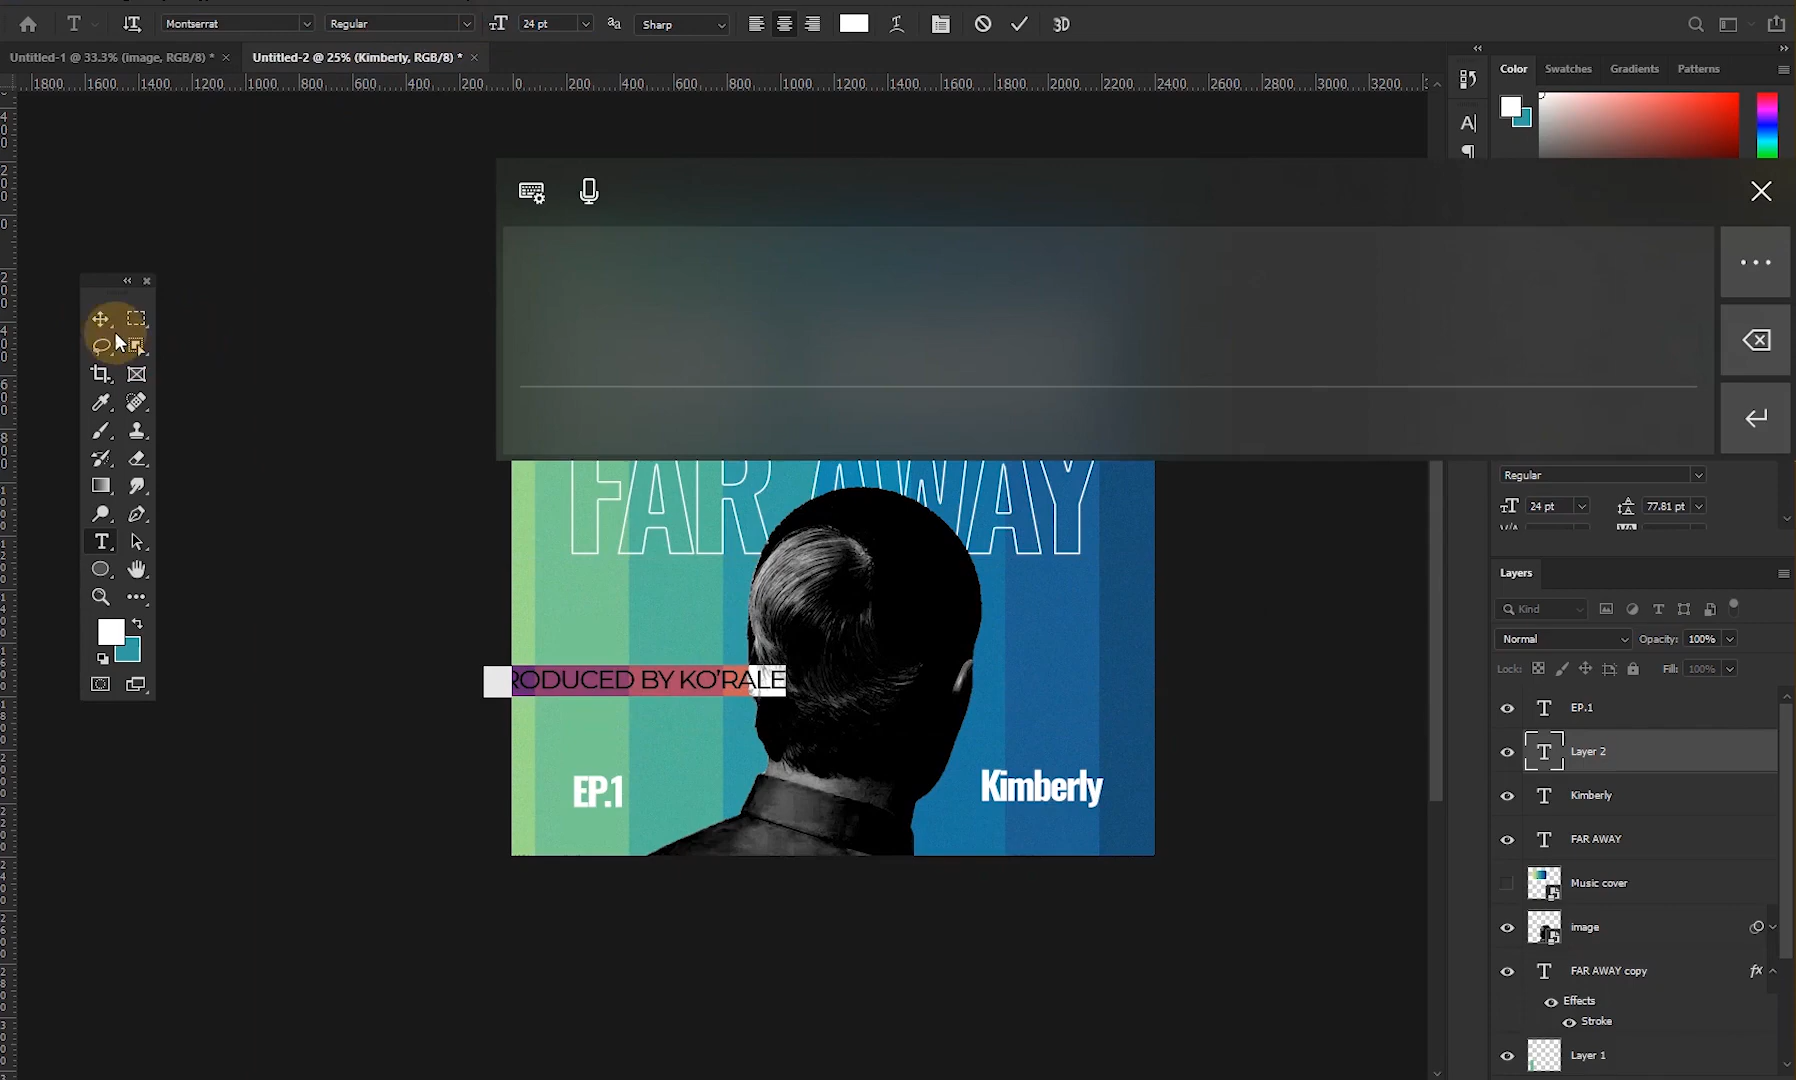 Montserrat Regular 24 pt aa Sharp 3D
Untitled-1 @ 33.3% (image, RGB/8) * Untitled-2 @ 25% (Kimberly, RGB/8) *
1800 1600 1400 1200 1000 800 600 400 200 0 200 400 600 800 1000 1200 1400 1600 1800 2000 2200 2400 2600 2800 3000 3200
Color Swatches Gradients Patterns
FAR AWAY
RODUCED BY KO'RALE
EP.1
Kimberly
Regular
24 pt 77.81 pt
Layers
Kind
Normal Opacity: 100%
Lock: Fill: 100%
EP.1
Layer 2
Kimberly
FAR AWAY
Music cover
image
FAR AWAY copy fx
Effects
Stroke
Layer 1